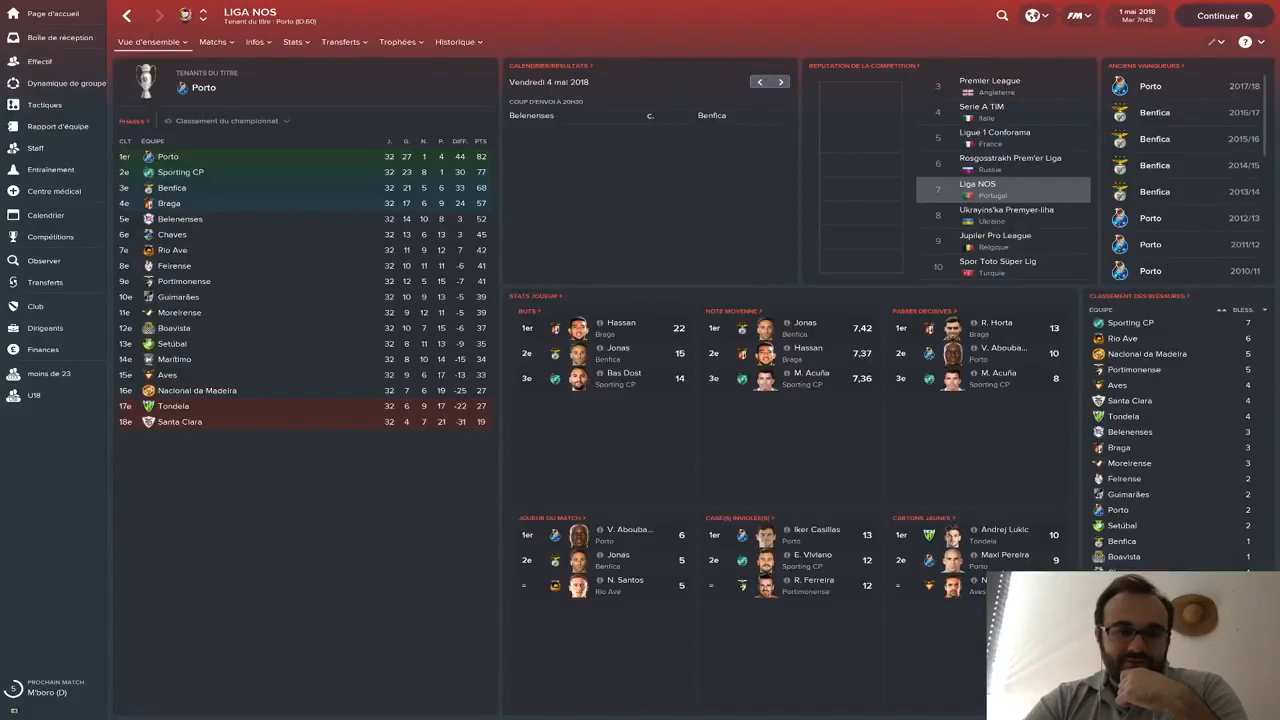 LIGA NOS
Tenant du titre : Porto (ID:60)
1 mai 2018
Mar 7h45
FM
Continuer
Page d'accueil
Boîte de réception
Effectif
Dynamique de groupe
Tactiques
Rapport d'équipe
Staff
Entraînement
Centre médical
Calendrier
Compétitions
Observer
Transferts
Club
Dirigeants
Finances
moins de 23
U18
5
PROCHAIN MATCH
M'boro (D)
Vue d'ensemble
Matchs
Infos
Stats
Transferts
Trophées
Historique
?
TENANTS DU TITRE
Porto
PHASES >
Classement du championnat
CLT ÉQUIPE J. G. N. P. DIFF. PTS
1er Porto 32 27 1 4 44 82
2e Sporting CP 32 23 8 1 30 77
3e Benfica 32 21 5 6 33 68
4e Braga 32 17 6 9 24 57
5e Belenenses 32 14 10 8 3 52
6e Chaves 32 13 6 13 3 45
7e Rio Ave 32 11 9 12 7 42
8e Feirense 32 10 11 11 -6 41
9e Portimonense 32 12 5 15 -7 41
10e Guimarães 32 10 9 13 -5 39
11e Moreirense 32 9 12 11 -5 39
12e Boavista 32 10 7 15 -6 37
13e Setúbal 32 8 11 13 -9 35
14e Marítimo 32 8 10 14 -15 34
15e Aves 32 9 6 17 -13 33
16e Nacional da Madeira 32 7 6 19 -25 27
17e Tondela 32 6 9 17 -22 27
18e Santa Clara 32 4 7 21 -31 19
CALENDRIER/RÉSULTATS >
Vendredi 4 mai 2018
COUP D'ENVOI À 20H30
Belenenses c. Benfica
RÉPUTATION DE LA COMPÉTITION >
3 Premier League
Angleterre
4 Serie A TIM
Italie
5 Ligue 1 Conforama
France
6 Rosgosstrakh Prem'er Liga
Russie
7 Liga NOS
Portugal
8 Ukrayins'ka Premyer-liha
Ukraine
9 Jupiler Pro League
Belgique
10 Spor Toto Süper Lig
Turquie
ANCIENS VAINQUEURS >
Porto 2017/18
Benfica 2016/17
Benfica 2015/16
Benfica 2014/15
Benfica 2013/14
Porto 2012/13
Porto 2011/12
Porto 2010/11
STATS JOUEUR >
BUTS >
1er Hassan 22
Braga
2e Jonas 15
Benfica
3e Bas Dost 14
Sporting CP
NOTE MOYENNE >
1er Jonas 7,42
Benfica
2e Hassan 7,37
Braga
3e M. Acuña 7,36
Sporting CP
PASSES DÉCISIVES >
1er R. Horta 13
Braga
2e V. Abouba... 10
Porto
3e M. Acuña 8
Sporting CP
JOUEUR DU MATCH >
1er V. Abouba... 6
Porto
2e Jonas 5
Benfica
= N. Santos 5
Rio Ave
CAGE(S) INVIOLÉE(S) >
1er Iker Casillas 13
Porto
2e E. Viviano 12
Sporting CP
= R. Ferreira 12
Portimonense
CARTONS JAUNES >
1er Andrej Lukic 10
Tondela
2e Maxi Pereira 9
Porto
= N
Aves
CLASSEMENT DES BLESSURES >
ÉQUIPE BLESS.
Sporting CP 7
Rio Ave 6
Nacional da Madeira 5
Portimonense 5
Aves 4
Santa Clara 4
Tondela 4
Belenenses 3
Braga 3
Moreirense 3
Feirense 2
Guimarães 2
Porto 2
Setúbal 2
Benfica 1
Boavista 1